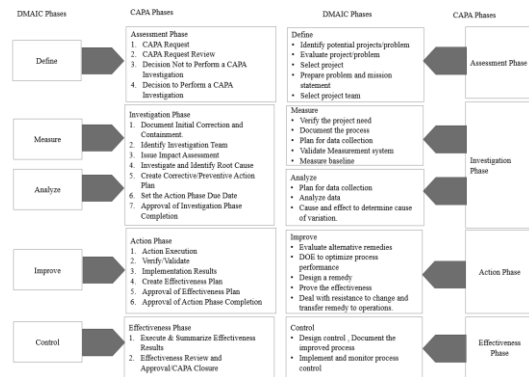 DMAIC Phases
CAPA Phases
DMAIC Phases
CAPA Phases
Define
Assessment Phase
1. CAPA Request
2. CAPA Request Review
3. Decision Not to Perform a CAPA
Investigation
4. Decision to Perform a CAPA
Investigation
Define
• Identify potential projects/problem
• Evaluate project/problem
• Select project
• Prepare problem and mission
statement
• Select project team
Assessment Phase
Measure
Analyze
Investigation Phase
1. Document Initial Correction and
Containment.
2. Identify Investigation Team
3. Issue Impact Assessment
4. Investigate and Identify Root Cause
5. Create Corrective/Preventive Action
Plan
6. Set the Action Phase Due Date
7. Approval of Investigation Phase
Completion
Measure
• Verify the project need
• Document the process
• Plan for data collection
• Validate Measurement system
• Measure baseline
Analyze
• Plan for data collection
• Analyze data
• Cause and effect to determine cause
of variation.
Investigation
Phase
Improve
Action Phase
1. Action Execution
2. Verify/Validate
3. Implementation Results
4. Create Effectiveness Plan
5. Approval of Effectiveness Plan
6. Approval of Action Phase Completion
Improve
• Evaluate alternative remedies
• DOE to optimize process
performance
• Design a remedy
• Prove the effectiveness
• Deal with resistance to change and
transfer remedy to operations.
Action Phase
Control
Effectiveness Phase
1. Execute & Summarize Effectiveness
Results
2. Effectiveness Review and
Approval/CAPA Closure
Control
• Design control , Document the
improved process
• Implement and monitor process
control
Effectiveness
Phase